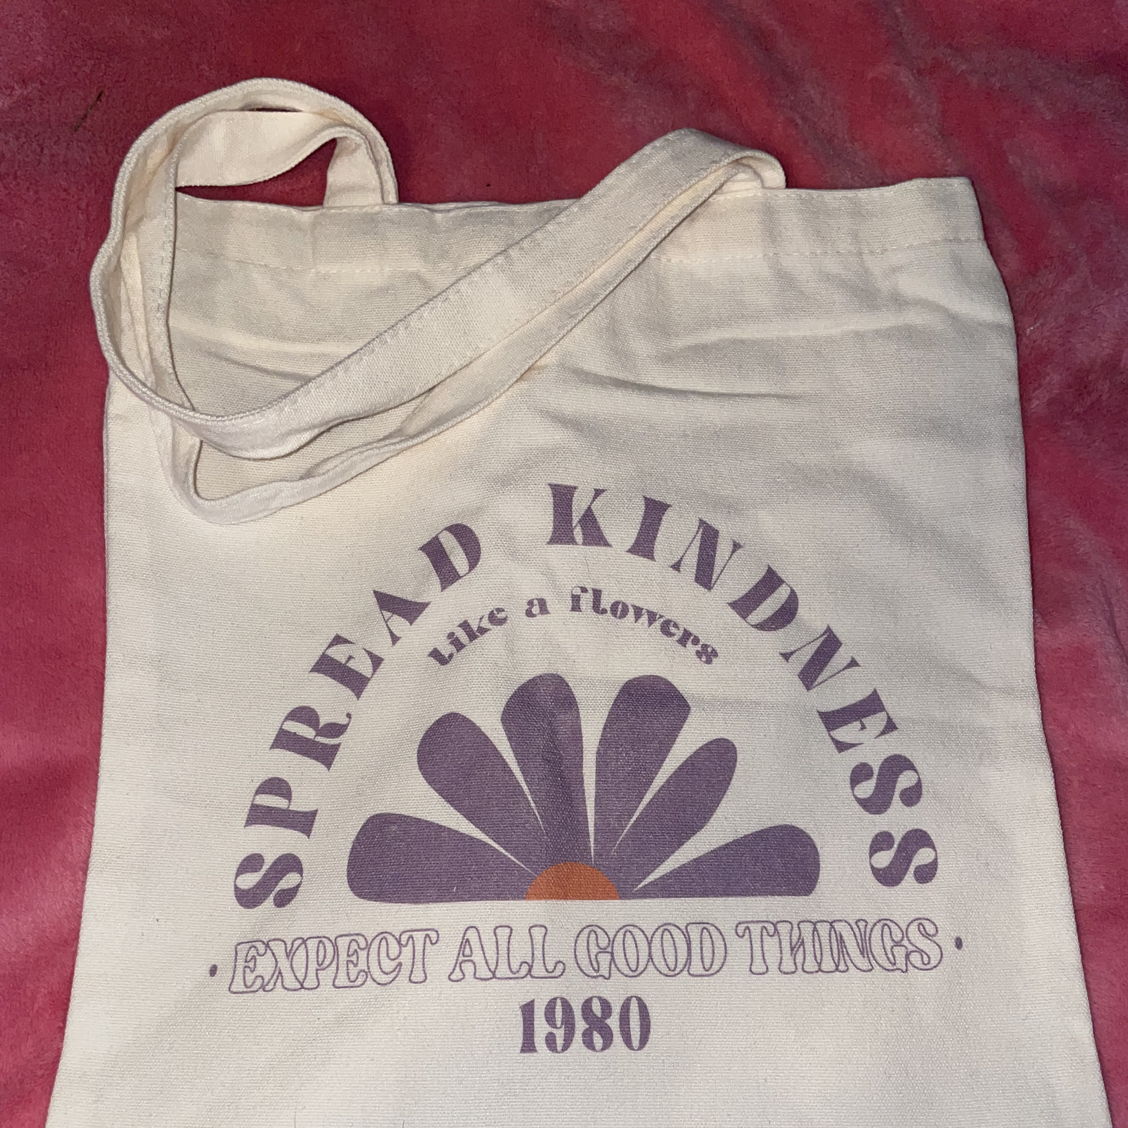 SPREAD KINDNESS
like a flowers
• EXPECT ALL GOOD THINGS •
1980